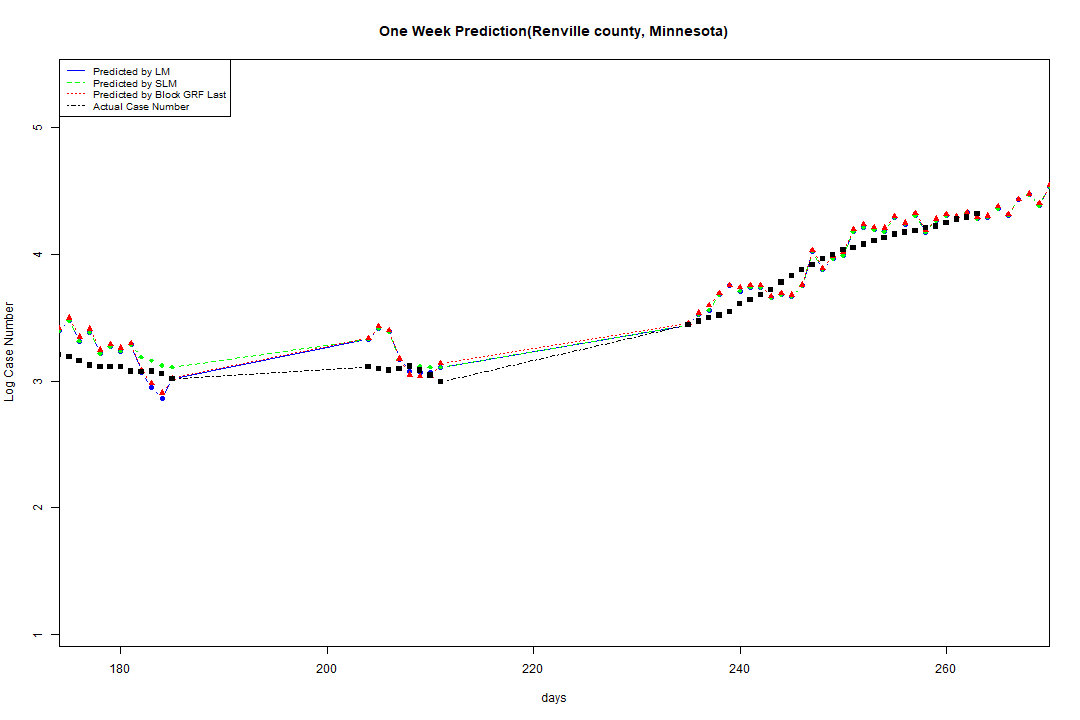 One Week Prediction(Renville county, Minnesota)
Predicted by LM
Predicted by SLM
Predicted by Block GRF Last
Actual Case Number
5
4
3
2
1
Log Case Number
180
200
220
240
260
days